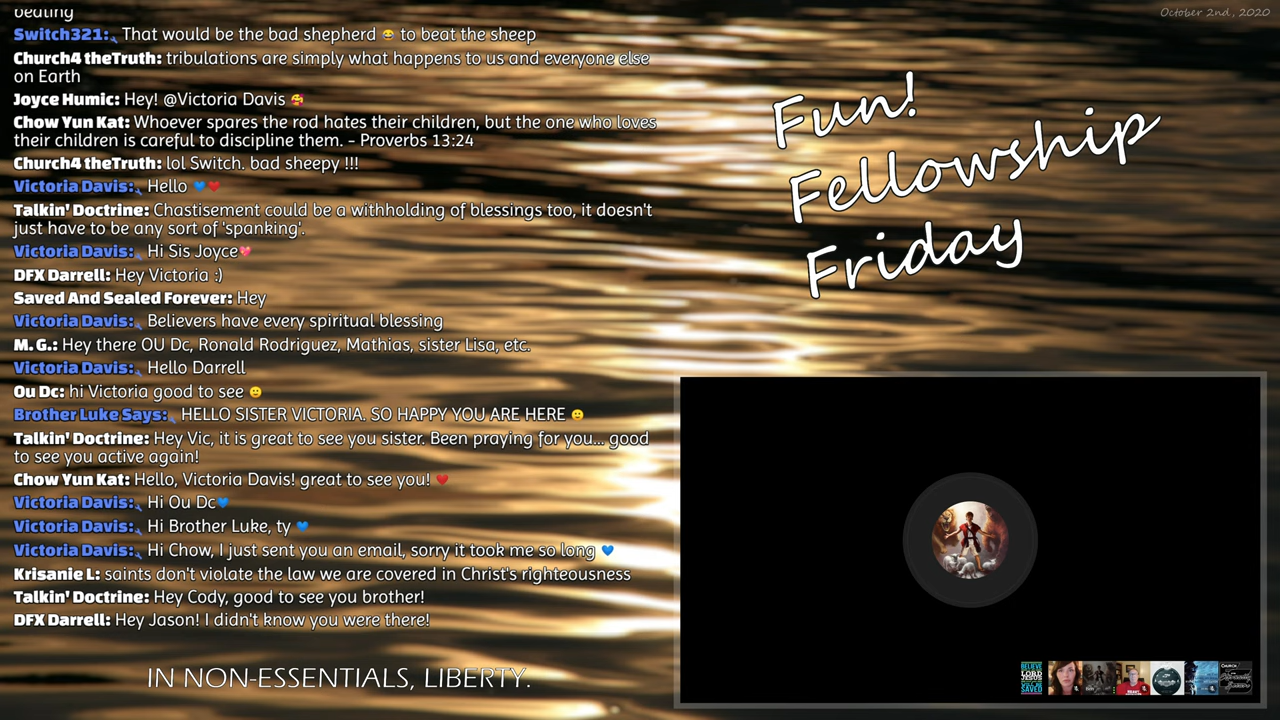 beating
Switch321: That would be the bad shepherd 😂 to beat the sheep
Church4 theTruth: tribulations are simply what happens to us and everyone else
on Earth
Joyce Humic: Hey! @Victoria Davis 🥰
Chow Yun Kat: Whoever spares the rod hates their children, but the one who loves
their children is careful to discipline them. - Proverbs 13:24
Church4 theTruth: lol Switch. bad sheepy !!!
Victoria Davis: Hello 💙❤️
Talkin' Doctrine: Chastisement could be a withholding of blessings too, it doesn't
just have to be any sort of 'spanking'.
Victoria Davis: Hi Sis Joyce💖
DFX Darrell: Hey Victoria :)
Saved And Sealed Forever: Hey
Victoria Davis: Believers have every spiritual blessing
M. G.: Hey there OU Dc, Ronald Rodriguez, Mathias, sister Lisa, etc.
Victoria Davis: Hello Darrell
Ou Dc: hi Victoria good to see 🙂
Brother Luke Says: HELLO SISTER VICTORIA. SO HAPPY YOU ARE HERE 🙂
Talkin' Doctrine: Hey Vic, it is great to see you sister. Been praying for you... good
to see you active again!
Chow Yun Kat: Hello, Victoria Davis! great to see you! ❤️
Victoria Davis: Hi Ou Dc💙
Victoria Davis: Hi Brother Luke, ty 💙
Victoria Davis: Hi Chow, I just sent you an email, sorry it took me so long 💙
Krisanie L: saints don't violate the law we are covered in Christ's righteousness
Talkin' Doctrine: Hey Cody, good to see you brother!
DFX Darrell: Hey Jason! I didn't know you were there!
IN NON-ESSENTIALS, LIBERTY.
October 2nd, 2020
Fun!
Fellowship
Friday
BELIEVE
LORD
JESUS
SAVED
CHURCH